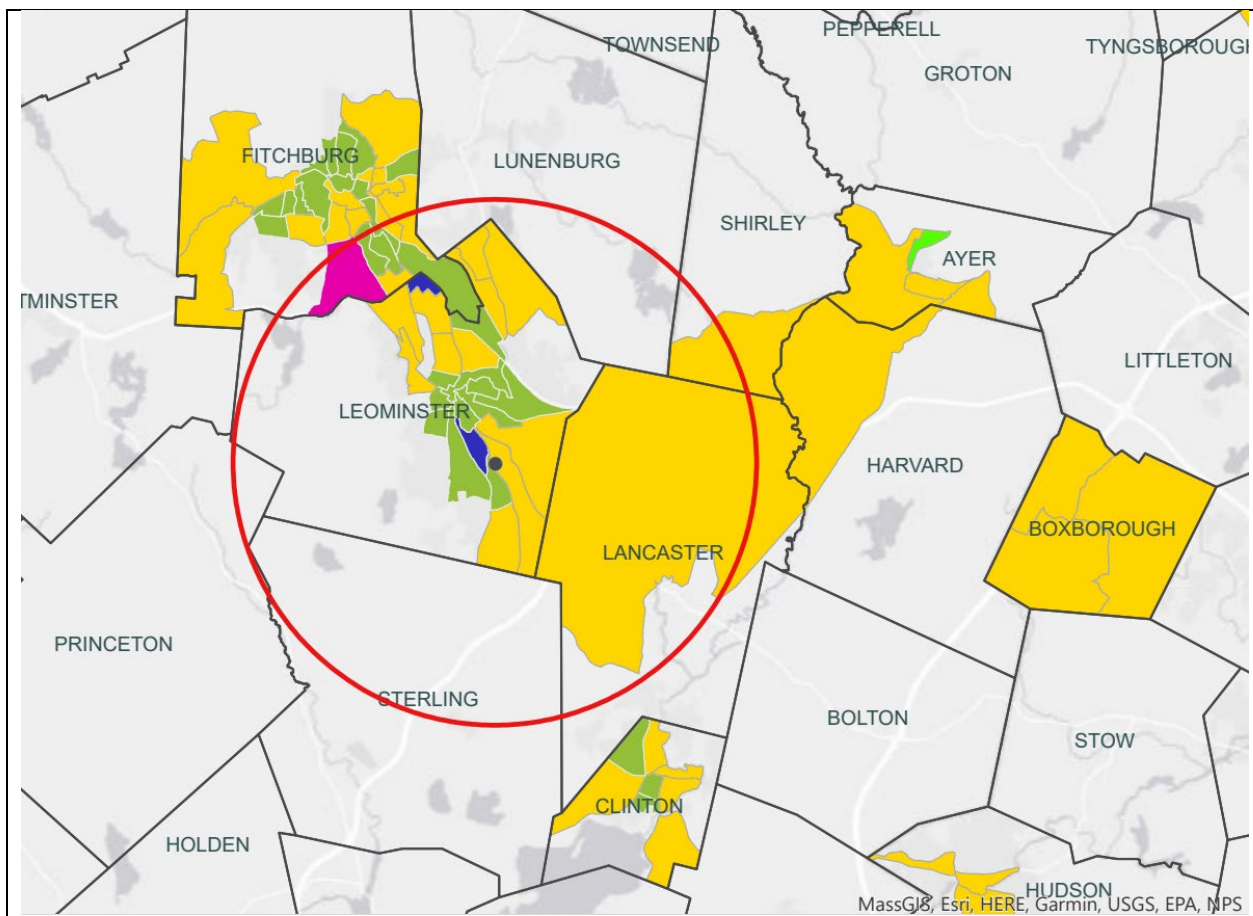 PEPPERELL
TOWNSEND
TYNGSBOROUGH
GROTON
FITCHBURG
LUNENBURG
SHIRLEY
AYER
TMINSTER
LITTLETON
LEOMINSTER
HARVARD
BOXBOROUGH
LANCASTER
PRINCETON
STERLING
BOLTON
STOW
CLINTON
HOLDEN
HUDSON
MassGIS, Esri, HERE, Garmin, USGS, EPA, NPS